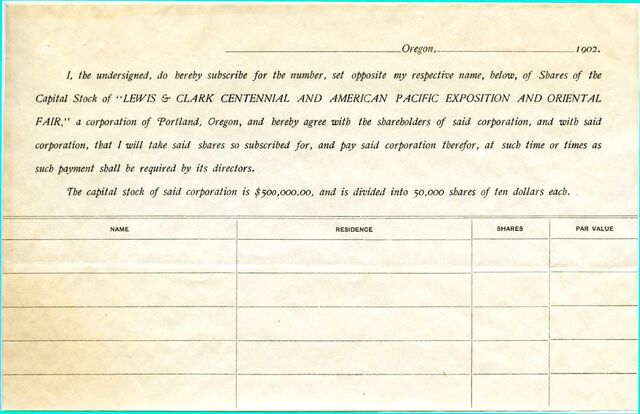 Oregon, 1902.
I, the undersigned, do hereby subscribe for the number, set opposite my respective name, below, of Shares of the
Capital Stock of "LEWIS & CLARK CENTENNIAL AND AMERICAN PACIFIC EXPOSITION AND ORIENTAL
FAIR," a corporation of Portland, Oregon, and hereby agree with the shareholders of said corporation, and with said
corporation, that I will take said shares so subscribed for, and pay said corporation therefor, at such time or times as
such payment shall be required by its directors.
The capital stock of said corporation is $500,000.00, and is divided into 50,000 shares of ten dollars each.
NAME RESIDENCE SHARES PAR VALUE